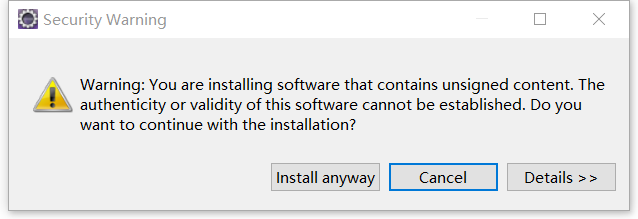 Security Warning
Warning: You are installing software that contains unsigned content. The
authenticity or validity of this software cannot be established. Do you
want to continue with the installation?
Install anyway Cancel Details >>